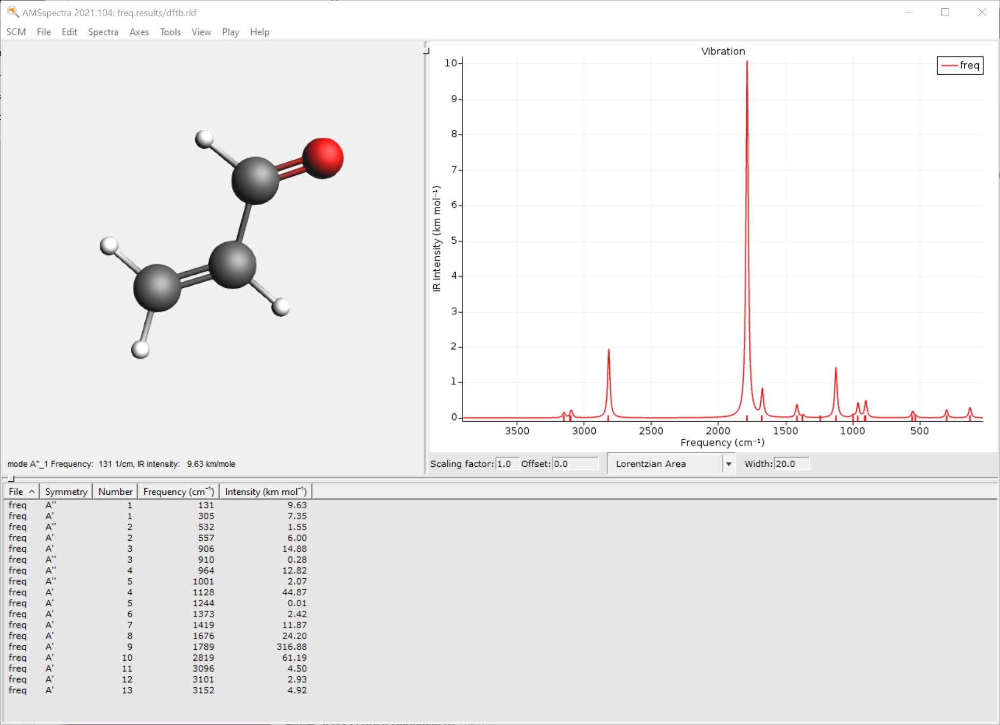 AMSspectra 2021.104: freq.results/dftb.rkf
SCM File Edit Spectra Axes Tools View Play Help
Vibration
freq
10
9
8
7
6
5
4
3
2
1
0
IR Intensity (km mol⁻¹)
3500 3000 2500 2000 1500 1000 500
Frequency (cm⁻¹)
mode A''_1 Frequency: 131 1/cm, IR intensity: 9.63 km/mole
Scaling factor: 1.0 Offset: 0.0 Lorentzian Area Width: 20.0
File Symmetry Number Frequency (cm⁻¹) Intensity (km mol⁻¹)
freq A'' 1 131 9.63
freq A' 1 305 7.35
freq A'' 2 532 1.55
freq A' 2 557 6.00
freq A' 3 906 14.88
freq A'' 3 910 0.28
freq A'' 4 964 12.82
freq A'' 5 1001 2.07
freq A' 4 1128 44.87
freq A' 5 1244 0.01
freq A' 6 1373 2.42
freq A' 7 1419 11.87
freq A' 8 1676 24.20
freq A' 9 1789 316.88
freq A' 10 2819 61.19
freq A' 11 3096 4.50
freq A' 12 3101 2.93
freq A' 13 3152 4.92